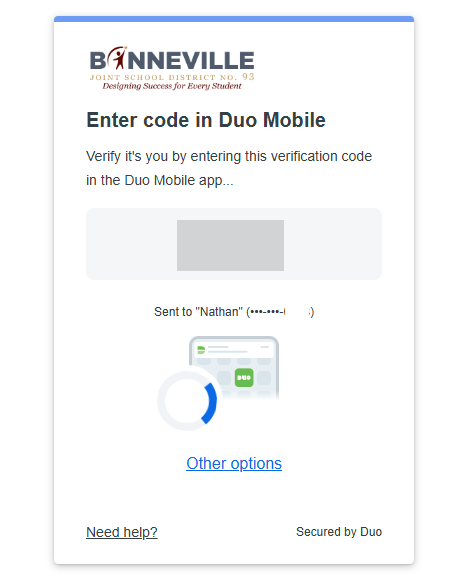 BONNEVILLE
JOINT SCHOOL DISTRICT NO. 93
Designing Success for Every Student
Enter code in Duo Mobile
Verify it's you by entering this verification code
in the Duo Mobile app...
Sent to "Nathan" (•••-•••-)
DUO
Other options
Need help?
Secured by Duo